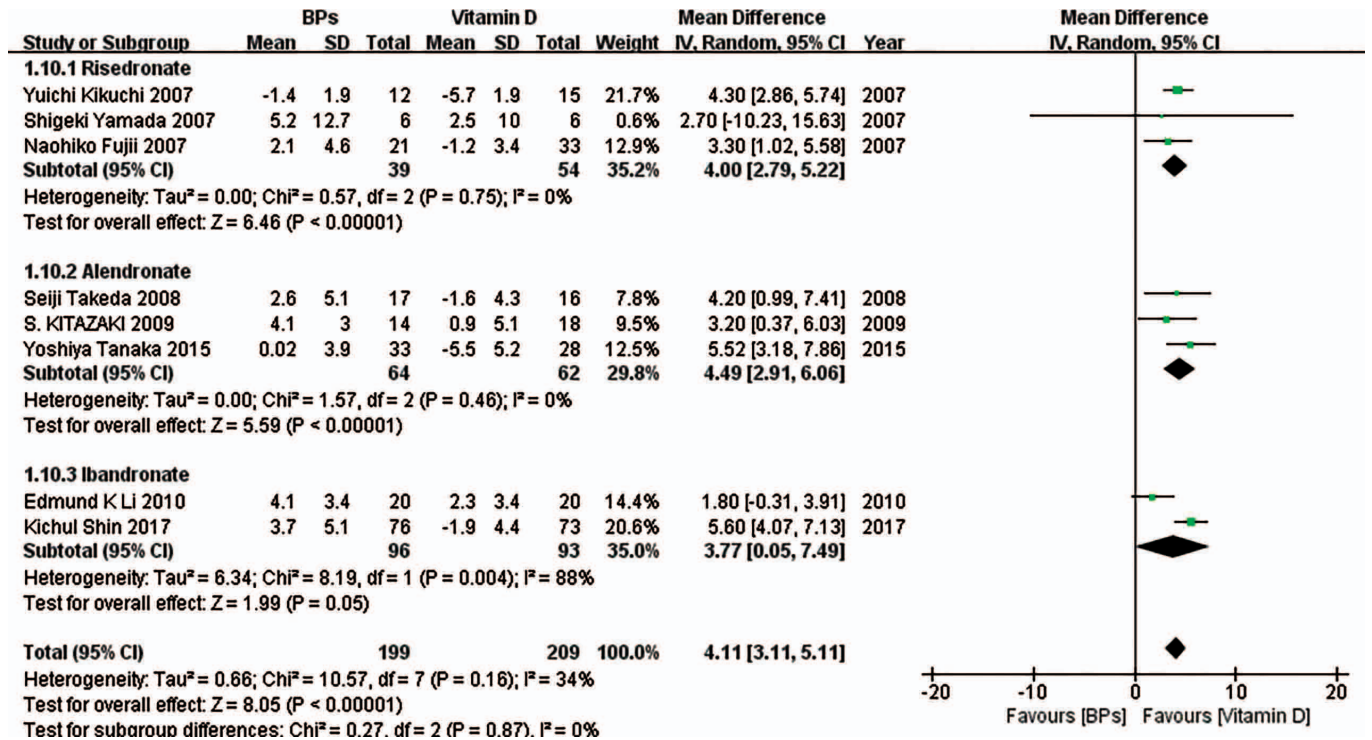 BPs Vitamin D Mean Difference Mean Difference
Study or Subgroup Mean SD Total Mean SD Total Weight IV, Random, 95% CI Year IV, Random, 95% CI
1.10.1 Risedronate
Yuichi Kikuchi 2007 -1.4 1.9 12 -5.7 1.9 15 21.7% 4.30 [2.86, 5.74] 2007
Shigeki Yamada 2007 5.2 12.7 6 2.5 10 6 0.6% 2.70 [-10.23, 15.63] 2007
Naohiko Fujii 2007 2.1 4.6 21 -1.2 3.4 33 12.9% 3.30 [1.02, 5.58] 2007
Subtotal (95% CI) 39 54 35.2% 4.00 [2.79, 5.22]
Heterogeneity: Tau² = 0.00; Chi² = 0.57, df = 2 (P = 0.75); I² = 0%
Test for overall effect: Z = 6.46 (P < 0.00001)
1.10.2 Alendronate
Seiji Takeda 2008 2.6 5.1 17 -1.6 4.3 16 7.8% 4.20 [0.99, 7.41] 2008
S. KITAZAKI 2009 4.1 3 14 0.9 5.1 18 9.5% 3.20 [0.37, 6.03] 2009
Yoshiya Tanaka 2015 0.02 3.9 33 -5.5 5.2 28 12.5% 5.52 [3.18, 7.86] 2015
Subtotal (95% CI) 64 62 29.8% 4.49 [2.91, 6.06]
Heterogeneity: Tau² = 0.00; Chi² = 1.57, df = 2 (P = 0.46); I² = 0%
Test for overall effect: Z = 5.59 (P < 0.00001)
1.10.3 Ibandronate
Edmund K Li 2010 4.1 3.4 20 2.3 3.4 20 14.4% 1.80 [-0.31, 3.91] 2010
Kichul Shin 2017 3.7 5.1 76 -1.9 4.4 73 20.6% 5.60 [4.07, 7.13] 2017
Subtotal (95% CI) 96 93 35.0% 3.77 [0.05, 7.49]
Heterogeneity: Tau² = 6.34; Chi² = 8.19, df = 1 (P = 0.004); I² = 88%
Test for overall effect: Z = 1.99 (P = 0.05)
Total (95% CI) 199 209 100.0% 4.11 [3.11, 5.11]
Heterogeneity: Tau² = 0.66; Chi² = 10.57, df = 7 (P = 0.16); I² = 34%
Test for overall effect: Z = 8.05 (P < 0.00001)
Test for subgroup differences: Chi² = 0.27, df = 2 (P = 0.87), I² = 0%
-20 -10 0 10 20
Favours [BPs] Favours [Vitamin D]